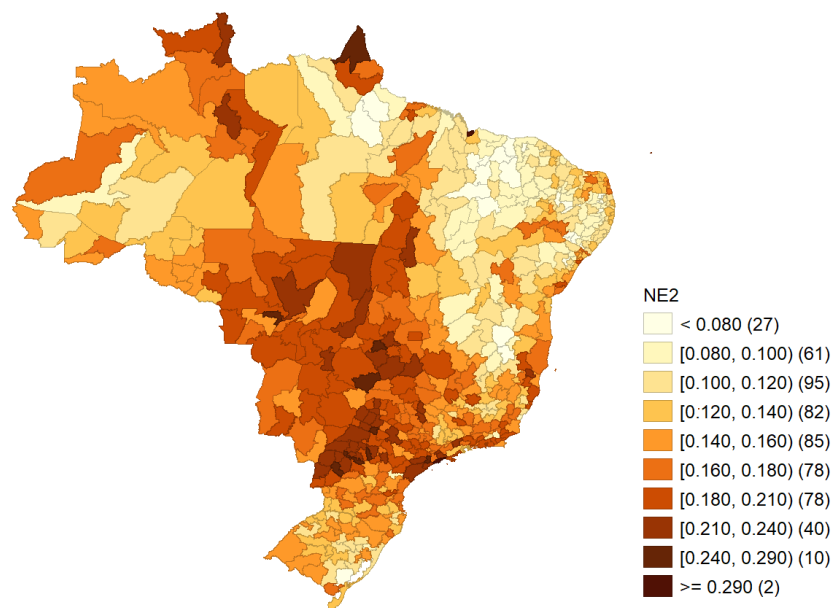 NE2
< 0.080 (27)
[0.080, 0.100) (61)
[0.100, 0.120) (95)
[0:120, 0.140) (82)
[0.140, 0.160) (85)
[0.160, 0.180) (78)
[0.180, 0.210) (78)
[0.210, 0.240) (40)
[0.240, 0.290) (10)
>= 0.290 (2)